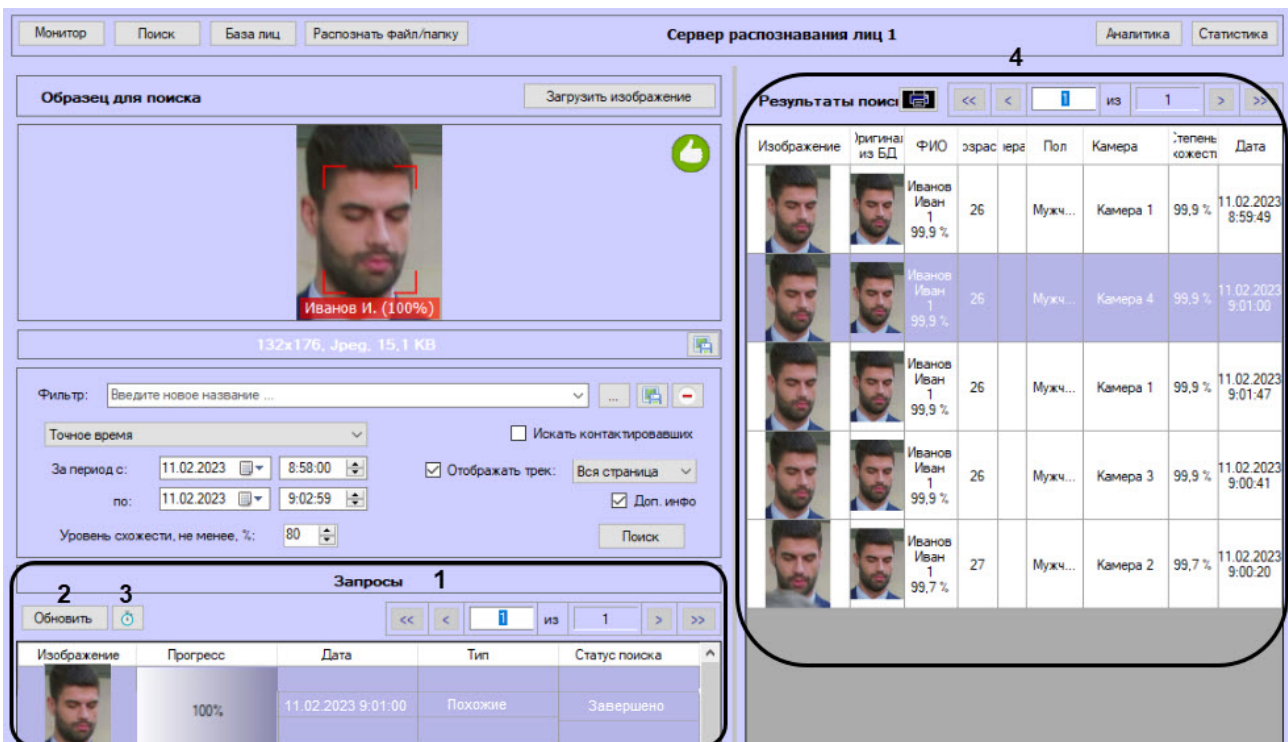 Монитор
Поиск
База лиц
Распознать файл/папку
Сервер распознавания лиц 1
Аналитика
Статистика
Образец для поиска
Загрузить изображение
Иванов И. (100%)
132x176, Jpeg, 15,1 KB
Фильтр: Введите новое название ... ...
Точное время
Искать контактировавших
За период с: 11.02.2023 8:58:00
Отображать трек: Вся страница
по: 11.02.2023 9:02:59
Доп. инфо
Уровень схожести, не менее, %: 80
Поиск
Запросы 1
2 3
Обновить
<< < 1 из 1 > >>
Изображение Прогресс Дата Тип Статус поиска
100% 11.02.2023 9:01:00 Похожие Завершено
4
Результаты поиск
<< < 1 из 1 > >>
Изображение Оригинал из БД ФИО озрас нера Пол Камера Степень схожести Дата
Иванов
Иван
1
99,9 %
26 Мужч... Камера 1 99,9 % 11.02.2023
8:59:49
Иванов
Иван
1
99,9 %
26 Мужч... Камера 4 99,9 % 11.02.2023
9:01:00
Иванов
Иван
1
99,9 %
26 Мужч... Камера 1 99,9 % 11.02.2023
9:01:47
Иванов
Иван
1
99,9 %
26 Мужч... Камера 3 99,9 % 11.02.2023
9:00:41
Иванов
Иван
1
99,7 %
27 Мужч... Камера 2 99,7 % 11.02.2023
9:00:20